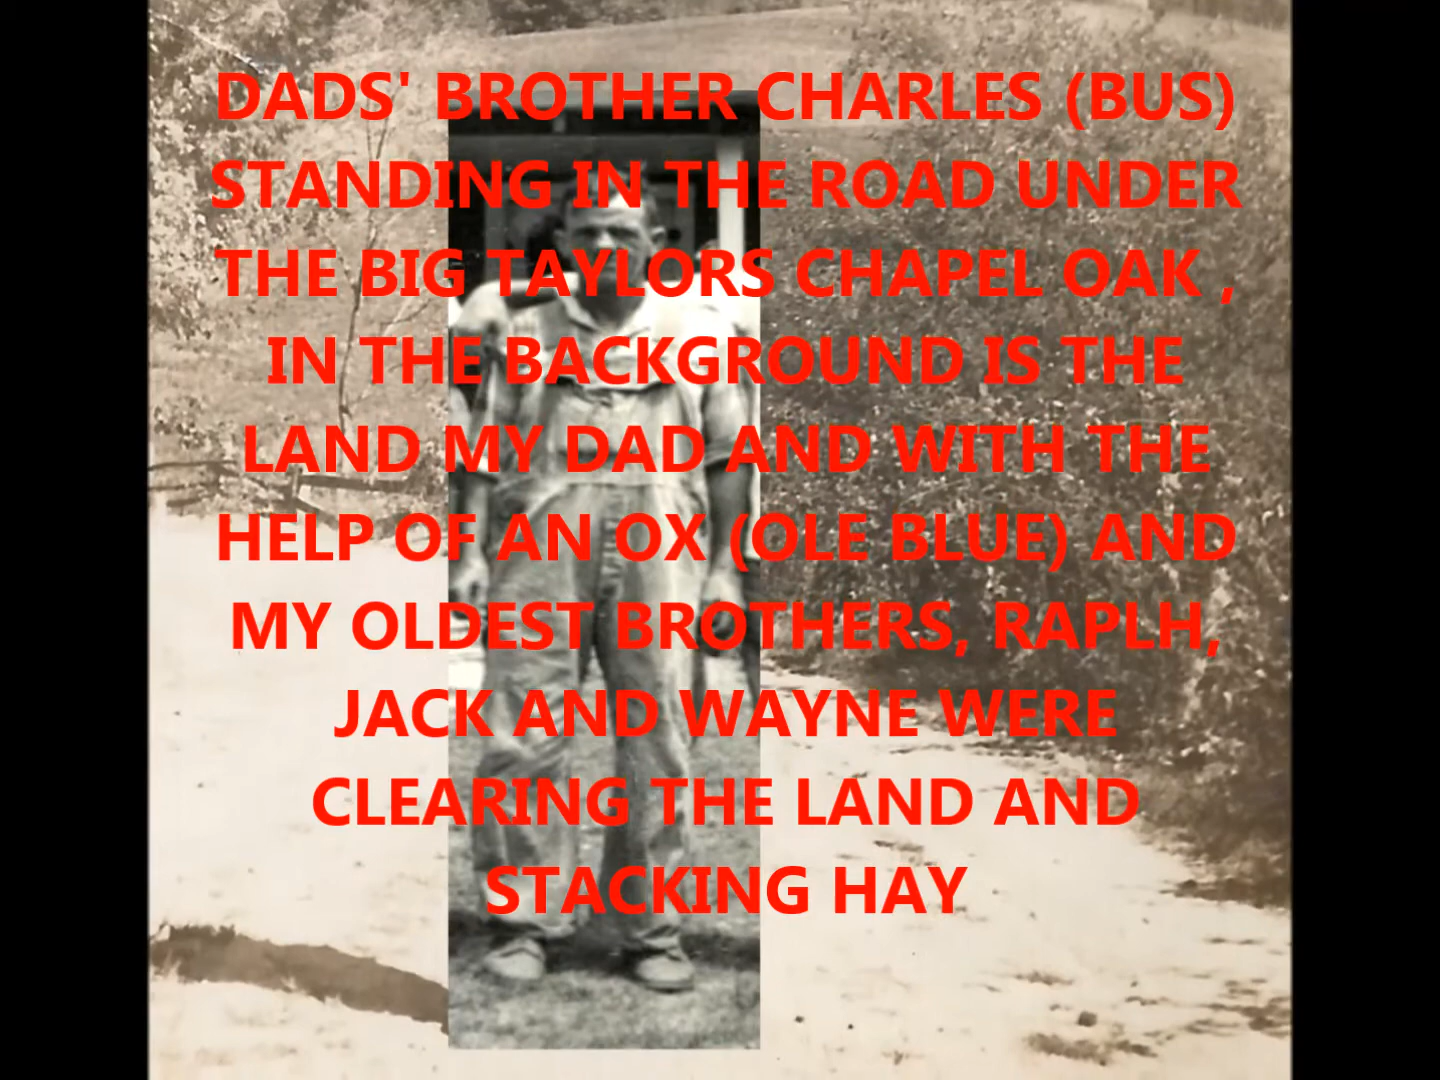 DADS' BROTHER CHARLES (BUS)
STANDING IN THE ROAD UNDER
THE BIG TAYLORS CHAPEL OAK ,
IN THE BACKGROUND IS THE
LAND MY DAD AND WITH THE
HELP OF AN OX (OLE BLUE) AND
MY OLDEST BROTHERS, RAPLH,
JACK AND WAYNE WERE
CLEARING THE LAND AND
STACKING HAY